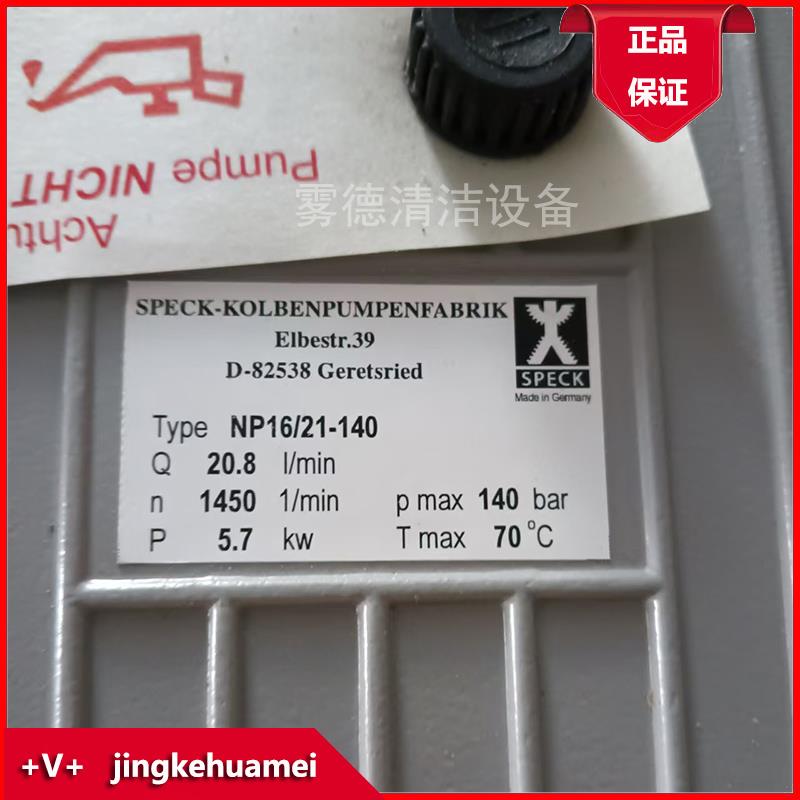 正品
保证
Achtu
Pumpe NICHT
雾德清洁设备
SPECK-KOLBENPUMPENFABRIK
Elbestr.39
D-82538 Geretsried
SPECK
Made in Germany
Type NP16/21-140
Q 20.8 l/min
n 1450 1/min p max 140 bar
P 5.7 kw T max 70 °C
+V+ jingkehuamei